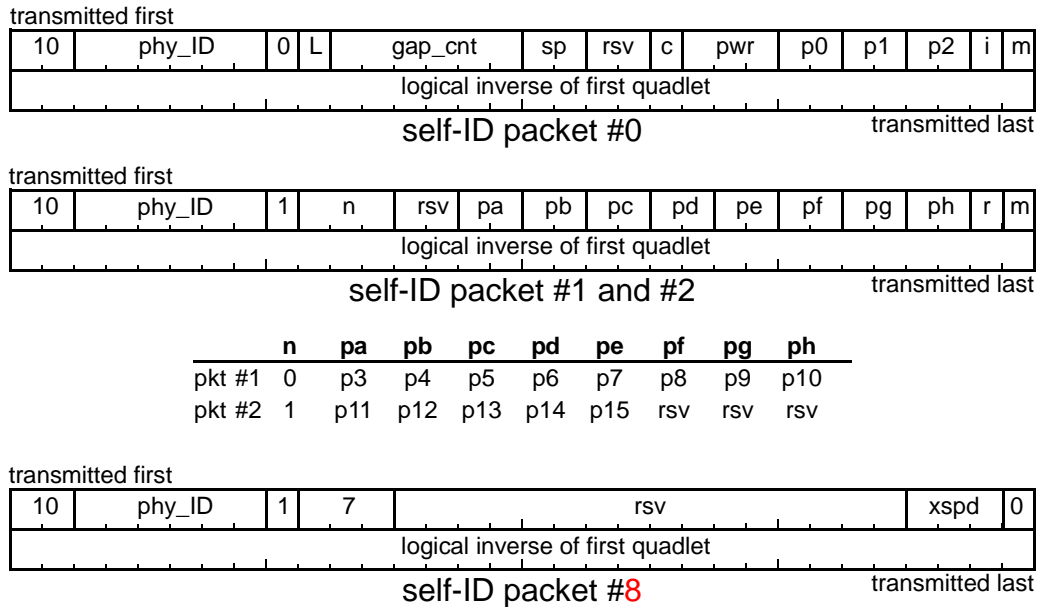 transmitted first
10 phy_ID 0 L gap_cnt sp rsv c pwr p0 p1 p2 i m
logical inverse of first quadlet
self-ID packet #0 transmitted last
transmitted first
10 phy_ID 1 n rsv pa pb pc pd pe pf pg ph r m
logical inverse of first quadlet
self-ID packet #1 and #2 transmitted last
n pa pb pc pd pe pf pg ph
pkt #1 0 p3 p4 p5 p6 p7 p8 p9 p10
pkt #2 1 p11 p12 p13 p14 p15 rsv rsv rsv
transmitted first
10 phy_ID 1 7 rsv xspd 0
logical inverse of first quadlet
self-ID packet #8 transmitted last